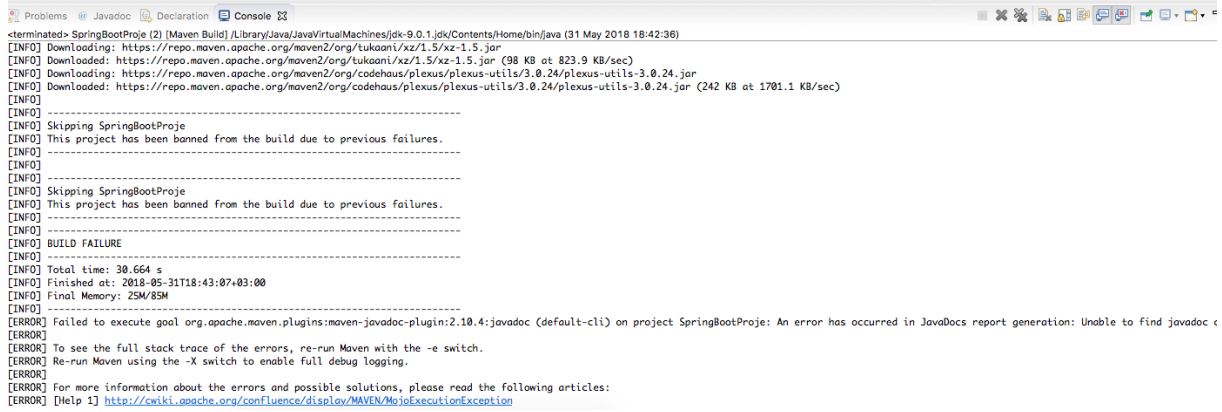 Problems @ Javadoc Declaration Console
<terminated> SpringBootProje (2) [Maven Build] /Library/Java/JavaVirtualMachines/jdk-9.0.1.jdk/Contents/Home/bin/java (31 May 2018 18:42:36)
[INFO] Downloading: https://repo.maven.apache.org/maven2/org/tukaani/xz/1.5/xz-1.5.jar
[INFO] Downloaded: https://repo.maven.apache.org/maven2/org/tukaani/xz/1.5/xz-1.5.jar (98 KB at 823.9 KB/sec)
[INFO] Downloading: https://repo.maven.apache.org/maven2/org/codehaus/plexus/plexus-utils/3.0.24/plexus-utils-3.0.24.jar
[INFO] Downloaded: https://repo.maven.apache.org/maven2/org/codehaus/plexus/plexus-utils/3.0.24/plexus-utils-3.0.24.jar (242 KB at 1701.1 KB/sec)
[INFO]
[INFO] ------------------------------------------------------------------------
[INFO] Skipping SpringBootProje
[INFO] This project has been banned from the build due to previous failures.
[INFO] ------------------------------------------------------------------------
[INFO]
[INFO] ------------------------------------------------------------------------
[INFO] Skipping SpringBootProje
[INFO] This project has been banned from the build due to previous failures.
[INFO] ------------------------------------------------------------------------
[INFO] ------------------------------------------------------------------------
[INFO] BUILD FAILURE
[INFO] ------------------------------------------------------------------------
[INFO] Total time: 30.664 s
[INFO] Finished at: 2018-05-31T18:43:07+03:00
[INFO] Final Memory: 25M/85M
[INFO] ------------------------------------------------------------------------
[ERROR] Failed to execute goal org.apache.maven.plugins:maven-javadoc-plugin:2.10.4:javadoc (default-cli) on project SpringBootProje: An error has occurred in JavaDocs report generation: Unable to find javadoc c
[ERROR]
[ERROR] To see the full stack trace of the errors, re-run Maven with the -e switch.
[ERROR] Re-run Maven using the -X switch to enable full debug logging.
[ERROR]
[ERROR] For more information about the errors and possible solutions, please read the following articles:
[ERROR] [Help 1] http://cwiki.apache.org/confluence/display/MAVEN/MojoExecutionException